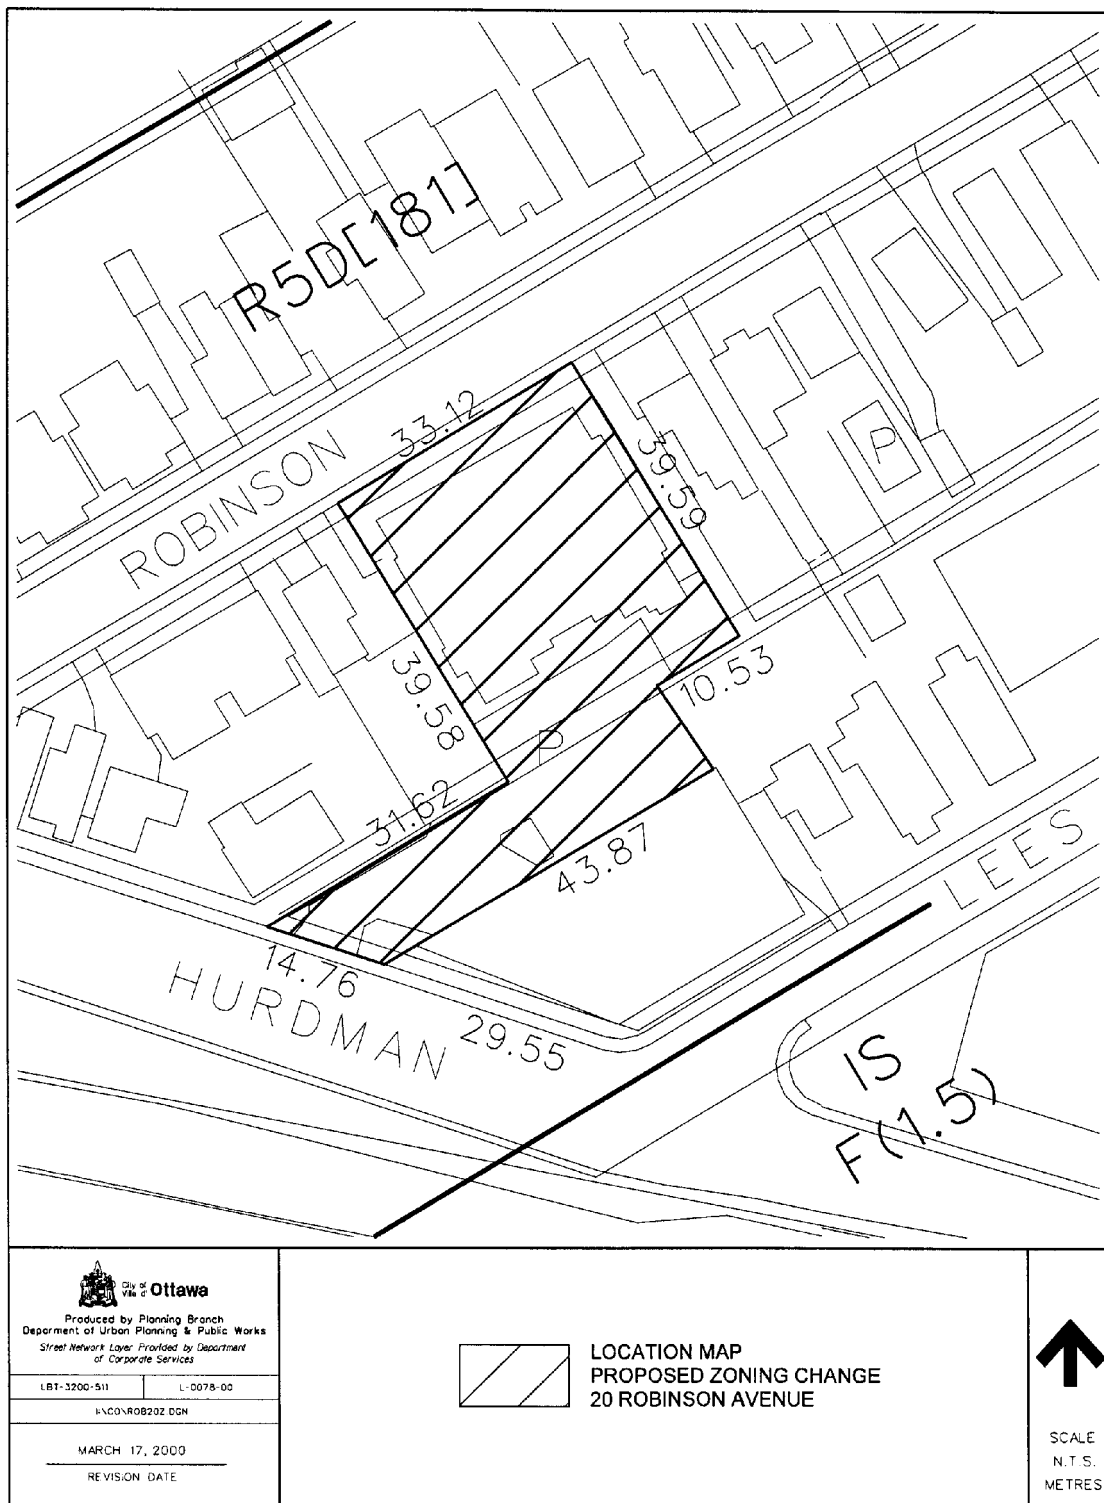 R5D[181]
ROBINSON
33.12
39.59
P
39.58
10.53
P
31.62
43.87
LEES
14.76
HURDMAN
29.55
IS
F(1.5)
City of
Ville d'
Ottawa
Produced by Planning Branch
Deparment of Urban Planning & Public Works
Street Network Layer Provided by Department
of Corporate Services
LBT-3200-511
L-0078-00
MARCH 17, 2000
REVISION DATE
LOCATION MAP
PROPOSED ZONING CHANGE
20 ROBINSON AVENUE
SCALE
N.T.S.
METRES